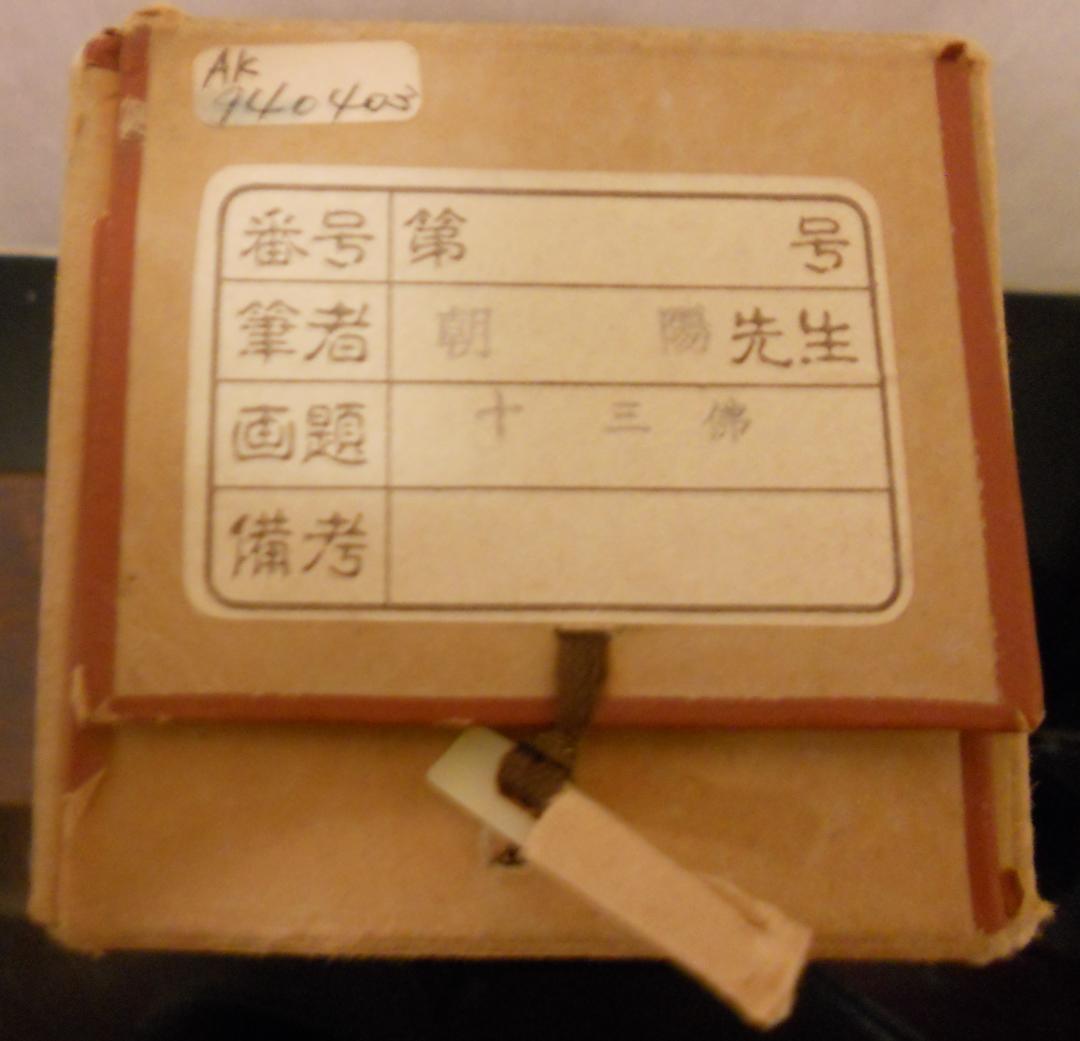 AK
940403
番号 第 号
筆者 朝 陽 先生
画題 十 三 佛
備考